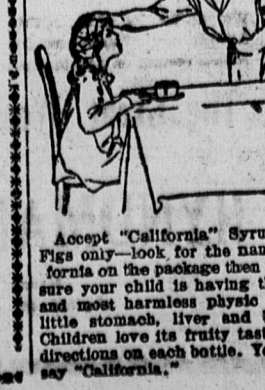 Accept "California" Syru
Figs only—look for the nam
fornia on the package then
sure your child is having t
and most harmless physic
little stomach, liver and
Children love its fruity tast
directions on each bottle. Y
say "California."